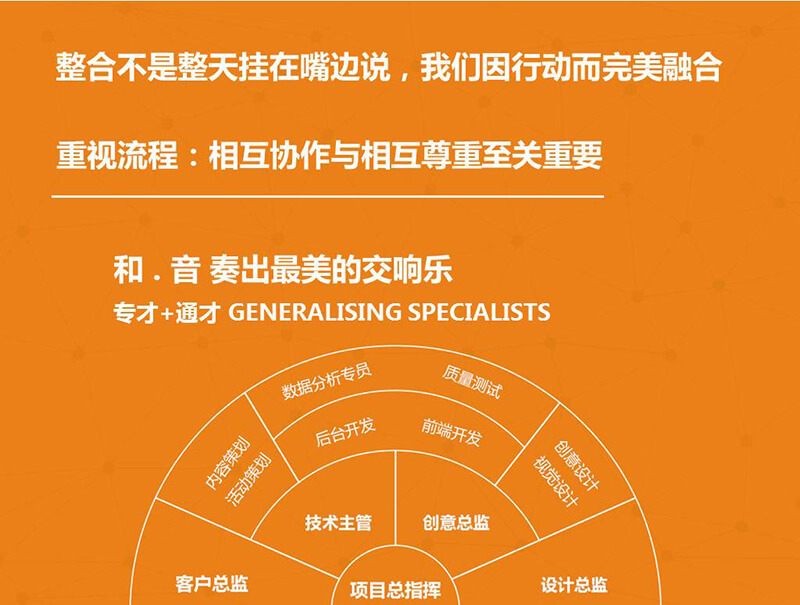 整合不是整天挂在嘴边说，我们因行动而完美融合
重视流程：相互协作与相互尊重至关重要
和 . 音 奏出最美的交响乐
专才+通才 GENERALISING SPECIALISTS
数据分析专员
质量测试
后台开发
前端开发
内容策划
活动策划
创意设计
视觉设计
技术主管
创意总监
客户总监
项目总指挥
设计总监